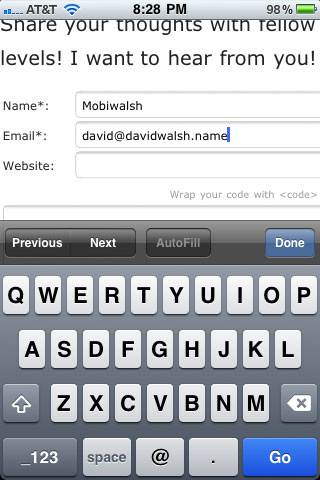 AT&T 8:28 PM 98%
Share your thoughts with fellow
levels! I want to hear from you!
Name*: Mobiwalsh
Email*: david@davidwalsh.name
Website:
Wrap your code with <code>
Previous Next AutoFill Done
Q W E R T Y U I O P
A S D F G H J K L
Z X C V B N M
_123 space @ . Go